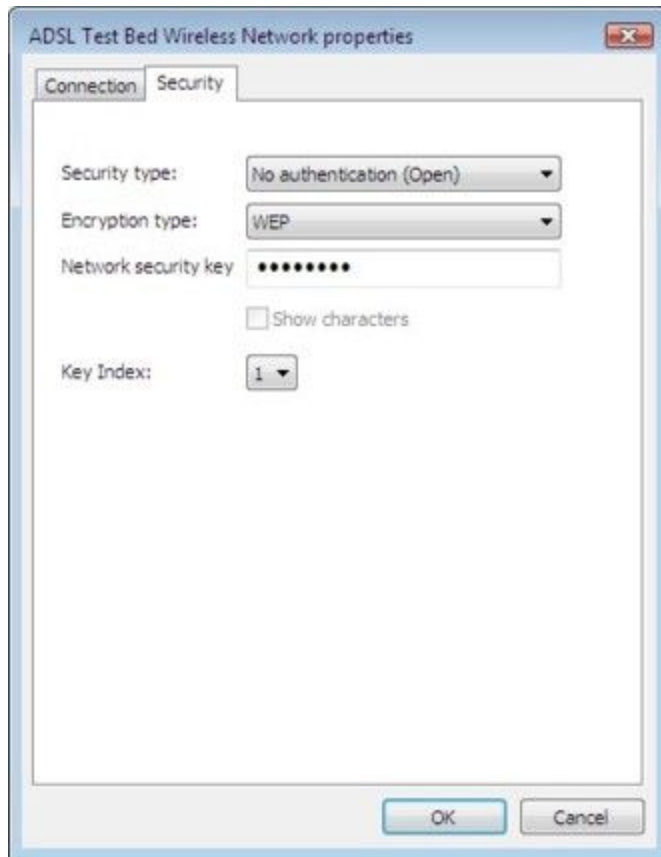 ADSL Test Bed Wireless Network properties
Connection Security
Security type: No authentication (Open)
Encryption type: WEP
Network security key ••••••••
Show characters
Key Index: 1
OK Cancel